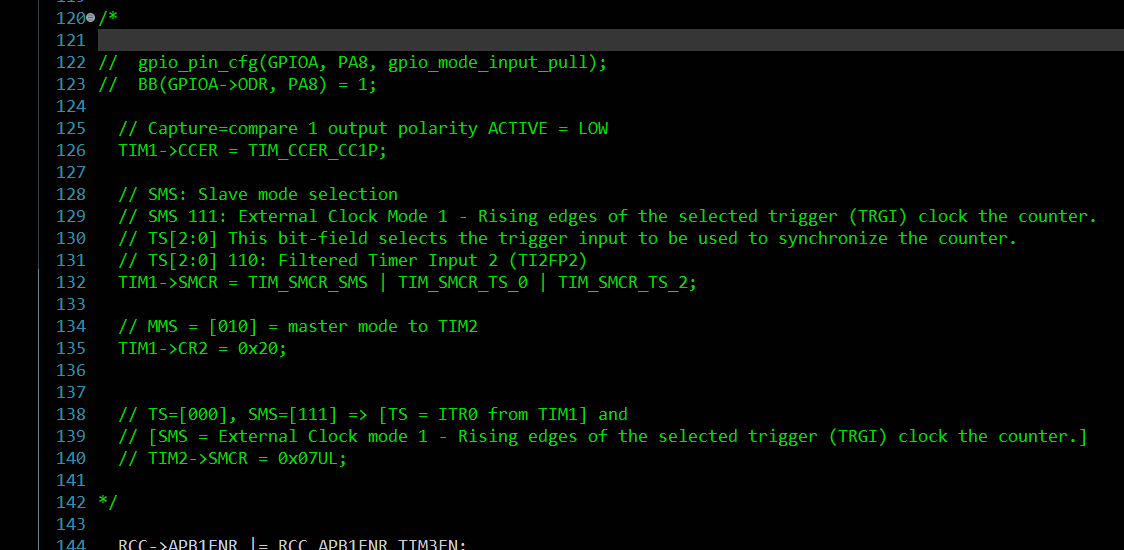 120 /*
121
122 //  gpio_pin_cfg(GPIOA, PA8, gpio_mode_input_pull);
123 //  BB(GPIOA->ODR, PA8) = 1;
124
125   // Capture=compare 1 output polarity ACTIVE = LOW
126   TIM1->CCER = TIM_CCER_CC1P;
127
128   // SMS: Slave mode selection
129   // SMS 111: External Clock Mode 1 - Rising edges of the selected trigger (TRGI) clock the counter.
130   // TS[2:0] This bit-field selects the trigger input to be used to synchronize the counter.
131   // TS[2:0] 110: Filtered Timer Input 2 (TI2FP2)
132   TIM1->SMCR = TIM_SMCR_SMS | TIM_SMCR_TS_0 | TIM_SMCR_TS_2;
133
134   // MMS = [010] = master mode to TIM2
135   TIM1->CR2 = 0x20;
136
137
138   // TS=[000], SMS=[111] => [TS = ITR0 from TIM1] and
139   // [SMS = External Clock mode 1 - Rising edges of the selected trigger (TRGI) clock the counter.]
140   // TIM2->SMCR = 0x07UL;
141
142 */
143
144   RCC->APB1ENR |= RCC_APB1ENR_TIM3EN;